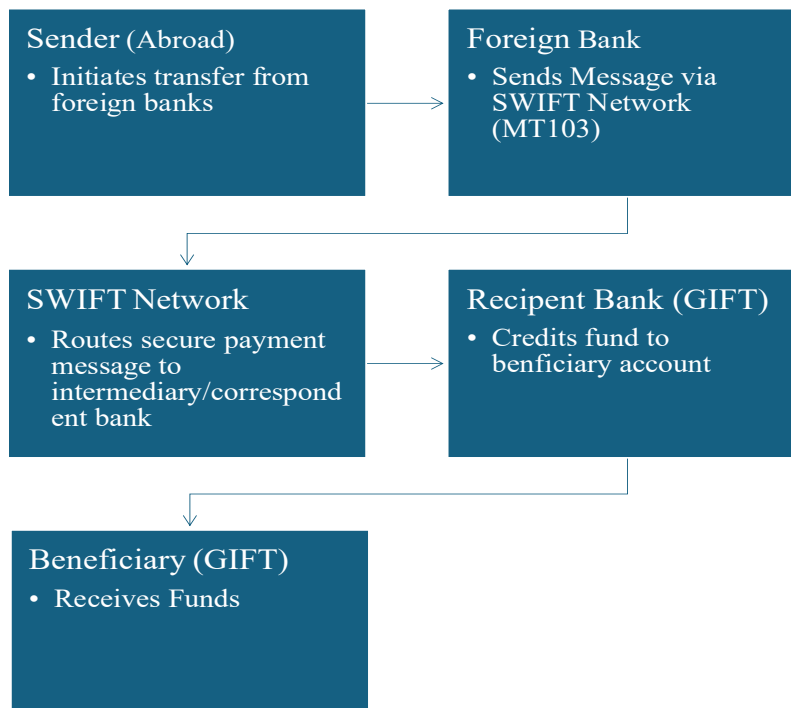 Sender (Abroad)
• Initiates transfer from
foreign banks
Foreign Bank
• Sends Message via
SWIFT Network
(MT103)
SWIFT Network
• Routes secure payment
message to
intermediary/correspond
ent bank
Recipent Bank (GIFT)
• Credits fund to
benficiary account
Beneficiary (GIFT)
• Receives Funds